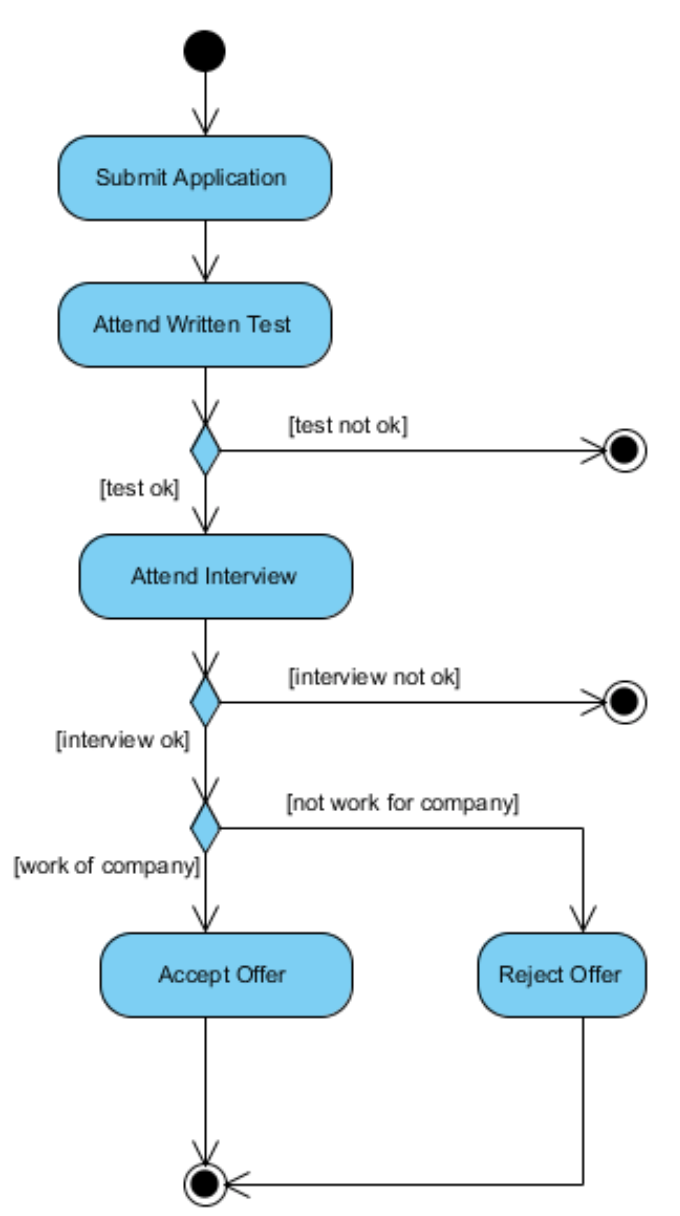 Submit Application
Attend Written Test
[test not ok]
[test ok]
Attend Interview
[interview not ok]
[interview ok]
[not work for company]
[work of company]
Accept Offer
Reject Offer